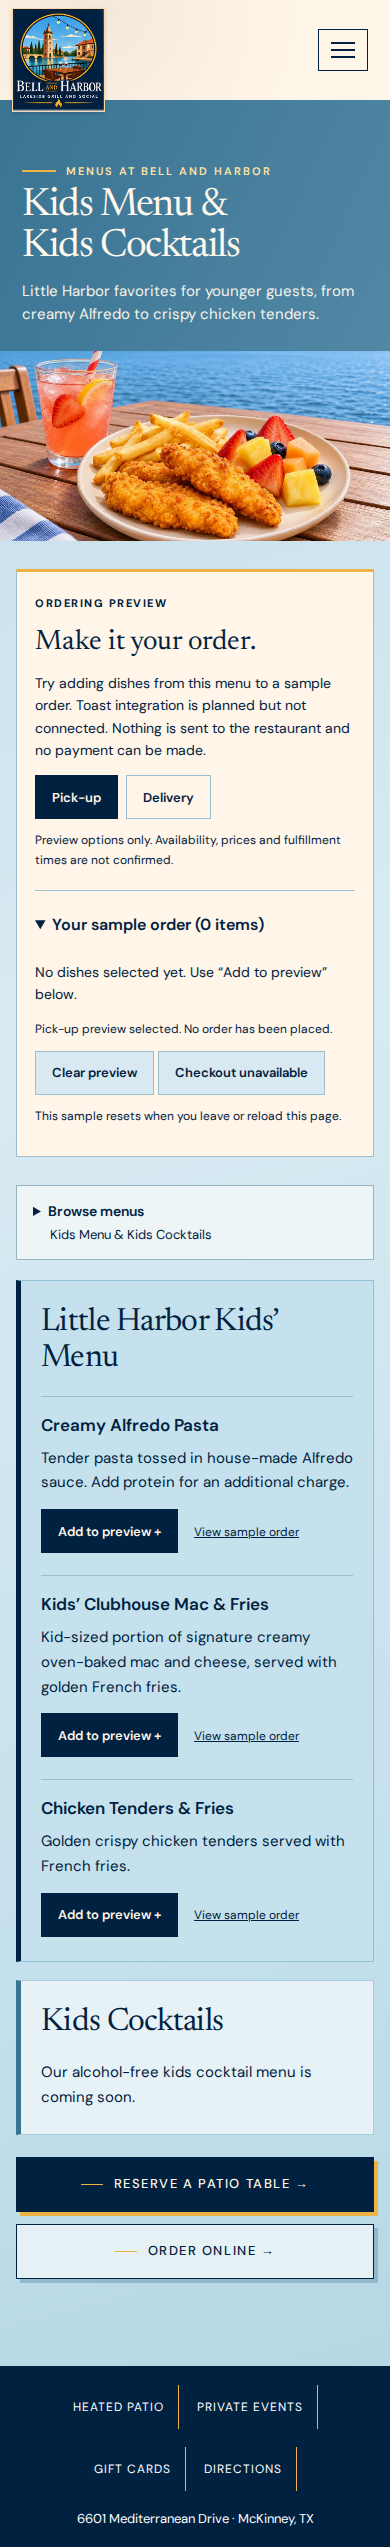 BELL AND HARBOR
LAKESIDE GRILL AND SOCIAL
MENUS AT BELL AND HARBOR
Kids Menu &
Kids Cocktails
Little Harbor favorites for younger guests, from
creamy Alfredo to crispy chicken tenders.
ORDERING PREVIEW
Make it your order.
Try adding dishes from this menu to a sample
order. Toast integration is planned but not
connected. Nothing is sent to the restaurant and
no payment can be made.
Pick-up
Delivery
Preview options only. Availability, prices and fulfillment
times are not confirmed.
▼ Your sample order (0 items)
No dishes selected yet. Use “Add to preview”
below.
Pick-up preview selected. No order has been placed.
Clear preview
Checkout unavailable
This sample resets when you leave or reload this page.
▶ Browse menus
Kids Menu & Kids Cocktails
Little Harbor Kids’
Menu
Creamy Alfredo Pasta
Tender pasta tossed in house-made Alfredo
sauce. Add protein for an additional charge.
Add to preview +
View sample order
Kids’ Clubhouse Mac & Fries
Kid-sized portion of signature creamy
oven-baked mac and cheese, served with
golden French fries.
Add to preview +
View sample order
Chicken Tenders & Fries
Golden crispy chicken tenders served with
French fries.
Add to preview +
View sample order
Kids Cocktails
Our alcohol-free kids cocktail menu is
coming soon.
RESERVE A PATIO TABLE →
ORDER ONLINE →
HEATED PATIO
PRIVATE EVENTS
GIFT CARDS
DIRECTIONS
6601 Mediterranean Drive · McKinney, TX